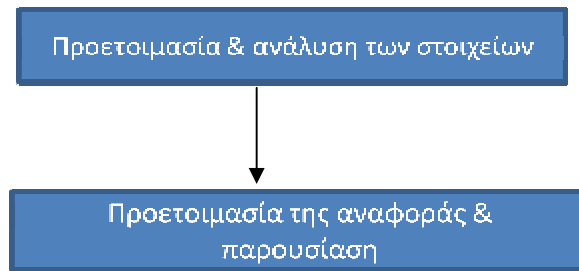 Προετοιμασία & ανάλυση των στοιχείων
Προετοιμασία της αναφοράς &
παρουσίαση